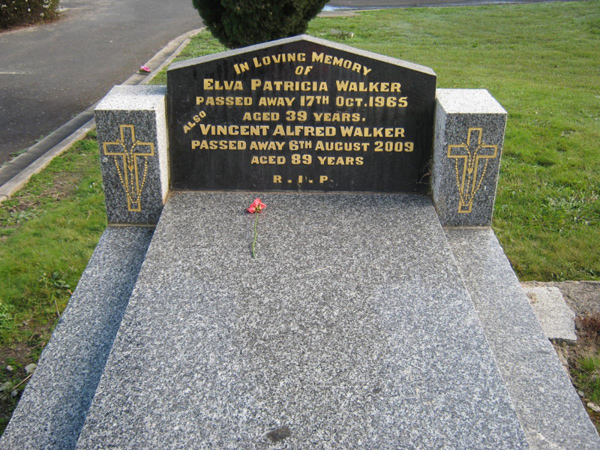 In Loving Memory
OF
Elva Patricia Walker
Passed away 17th Oct. 1965
aged 39 years.
also
Vincent Alfred Walker
Passed away 6th August 2009
aged 89 years
R.I.P.